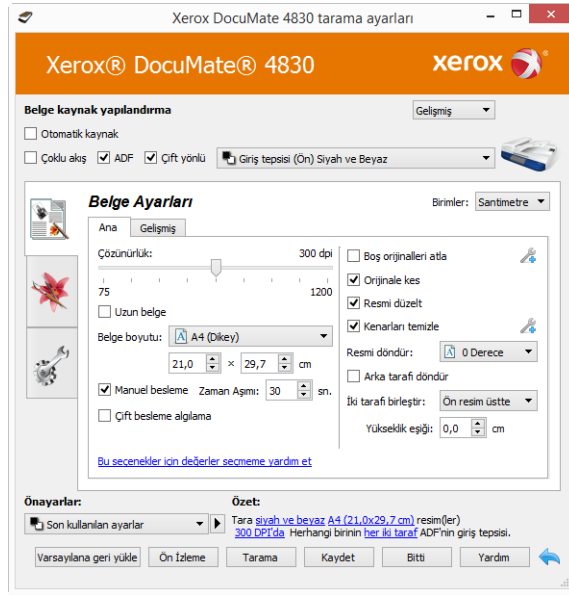 Xerox DocuMate 4830 tarama ayarları
Xerox® DocuMate® 4830
xerox
Belge kaynak yapılandırma
Gelişmiş
Otomatik kaynak
Çoklu akış ADF Çift yönlü Giriş tepsisi (Ön) Siyah ve Beyaz
Belge Ayarları
Birimler: Santimetre
Ana Gelişmiş
Çözünürlük: 300 dpi
75 1200
Uzun belge
Belge boyutu: A4 (Dikey)
21,0 × 29,7 cm
Manuel besleme Zaman Aşımı: 30 sn.
Çift besleme algılama
Bu seçenekler için değerler seçmeme yardım et
Boş orijinalleri atla
Orijinale kes
Resmi düzelt
Kenarları temizle
Resmi döndür: 0 Derece
Arka tarafı döndür
İki tarafı birleştir: Ön resim üstte
Yükseklik eşiği: 0,0 cm
Önayarlar:
Son kullanılan ayarlar
Özet:
Tara siyah ve beyaz A4 (21,0x29,7 cm) resim(ler)
300 DPI'da Herhangi birinin her iki taraf ADF'nin giriş tepsisi.
Varsayılana geri yükle Ön İzleme Tarama Kaydet Bitti Yardım